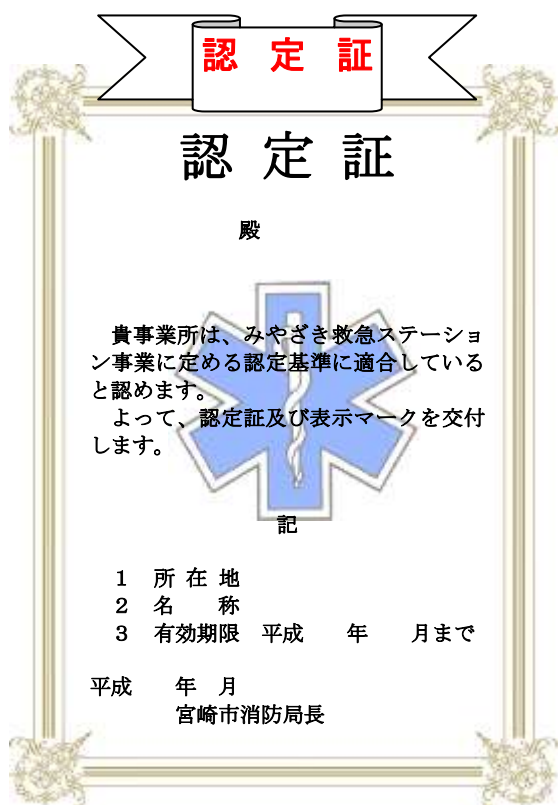 認　定　証
認 定 証
殿
　貴事業所は、みやざき救急ステーショ
ン事業に定める認定基準に適合している
と認めます。
　よって、認定証及び表示マークを交付
します。
記
１　所 在 地
２　名　　称
３　有効期限　平成　　年　　月まで
平成　　年　月
宮崎市消防局長